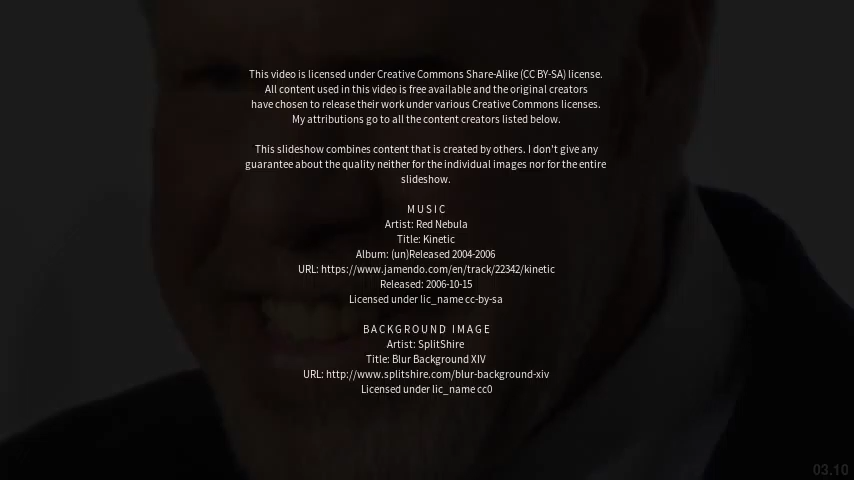 This video is licensed under Creative Commons Share-Alike (CC BY-SA) license.
All content used in this video is free available and the original creators
have chosen to release their work under various Creative Commons licenses.
My attributions go to all the content creators listed below.
This slideshow combines content that is created by others. I don't give any
guarantee about the quality neither for the individual images nor for the entire
slideshow.
MUSIC
Artist: Red Nebula
Title: Kinetic
Album: (un)Released 2004-2006
URL: https://www.jamendo.com/en/track/22342/kinetic
Released: 2006-10-15
Licensed under lic_name cc-by-sa
BACKGROUND IMAGE
Artist: SplitShire
Title: Blur Background XIV
URL: http://www.splitshire.com/blur-background-xiv
Licensed under lic_name cc0
03.10